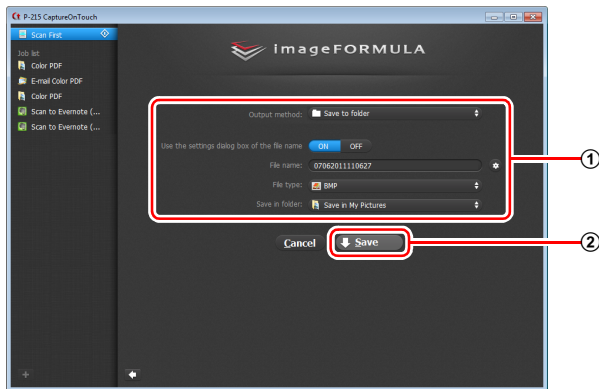 P-215 CaptureOnTouch
Scan First
Job list
Color PDF
E-mail Color PDF
Color PDF
Scan to Evernote (...
Scan to Evernote (...
imageFORMULA
Output method: Save to folder
Use the settings dialog box of the file name ON OFF
File name: 07062011110627
File type: BMP
Save in folder: Save in My Pictures
1
Cancel Save
2